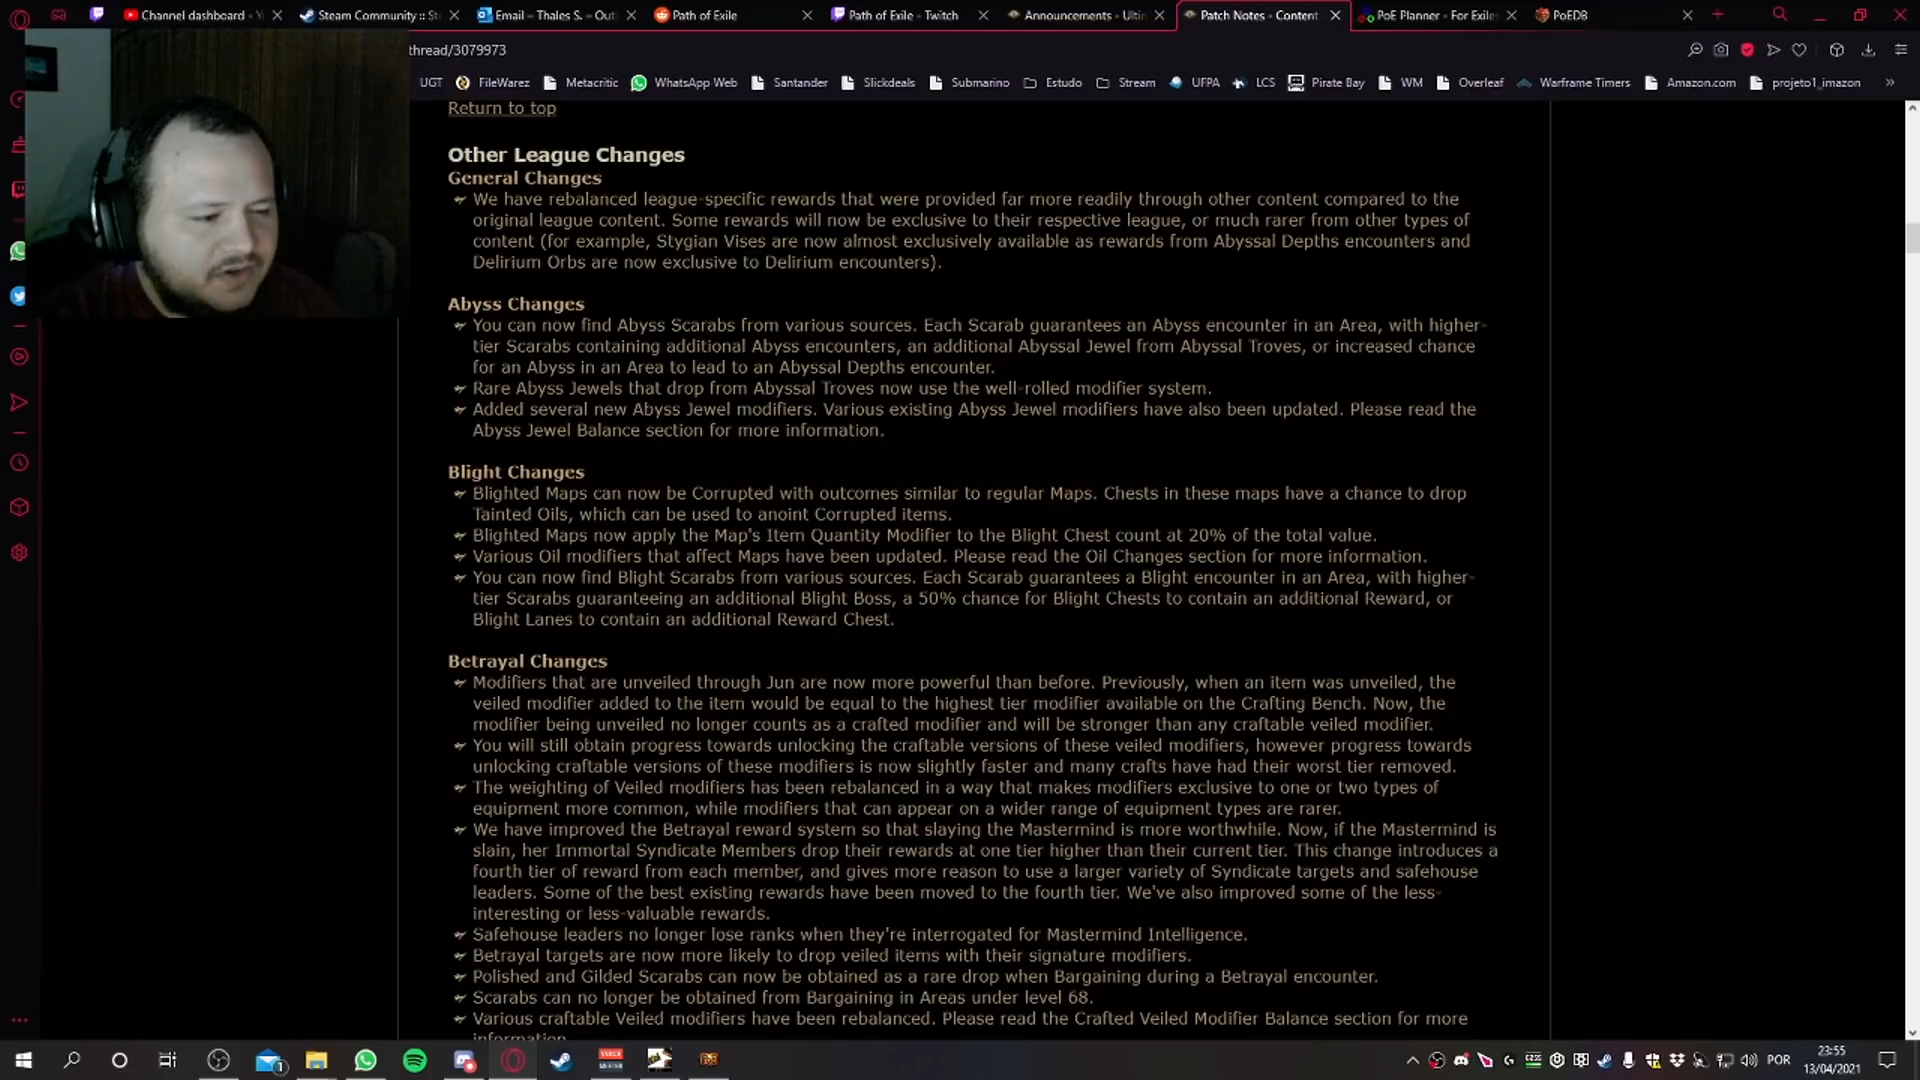 Channel dashboard - Y
Steam Community :: St
Email – Thales S. – Outl
Path of Exile
Path of Exile - Twitch
Announcements - Ultim
Patch Notes - Content
PoE Planner - For Exiles
PoEDB
thread/3079973
UGT
FileWarez
Metacritic
WhatsApp Web
Santander
Slickdeals
Submarino
Estudo
Stream
UFPA
LCS
Pirate Bay
WM
Overleaf
Warframe Timers
Amazon.com
projeto1_imazon
Return to top
Other League Changes
General Changes
We have rebalanced league-specific rewards that were provided far more readily through other content compared to the
original league content. Some rewards will now be exclusive to their respective league, or much rarer from other types of
content (for example, Stygian Vises are now almost exclusively available as rewards from Abyssal Depths encounters and
Delirium Orbs are now exclusive to Delirium encounters).
Abyss Changes
You can now find Abyss Scarabs from various sources. Each Scarab guarantees an Abyss encounter in an Area, with higher-
tier Scarabs containing additional Abyss encounters, an additional Abyssal Jewel from Abyssal Troves, or increased chance
for an Abyss in an Area to lead to an Abyssal Depths encounter.
Rare Abyss Jewels that drop from Abyssal Troves now use the well-rolled modifier system.
Added several new Abyss Jewel modifiers. Various existing Abyss Jewel modifiers have also been updated. Please read the
Abyss Jewel Balance section for more information.
Blight Changes
Blighted Maps can now be Corrupted with outcomes similar to regular Maps. Chests in these maps have a chance to drop
Tainted Oils, which can be used to anoint Corrupted items.
Blighted Maps now apply the Map's Item Quantity Modifier to the Blight Chest count at 20% of the total value.
Various Oil modifiers that affect Maps have been updated. Please read the Oil Changes section for more information.
You can now find Blight Scarabs from various sources. Each Scarab guarantees a Blight encounter in an Area, with higher-
tier Scarabs guaranteeing an additional Blight Boss, a 50% chance for Blight Chests to contain an additional Reward, or
Blight Lanes to contain an additional Reward Chest.
Betrayal Changes
Modifiers that are unveiled through Jun are now more powerful than before. Previously, when an item was unveiled, the
veiled modifier added to the item would be equal to the highest tier modifier available on the Crafting Bench. Now, the
modifier being unveiled no longer counts as a crafted modifier and will be stronger than any craftable veiled modifier.
You will still obtain progress towards unlocking the craftable versions of these veiled modifiers, however progress towards
unlocking craftable versions of these modifiers is now slightly faster and many crafts have had their worst tier removed.
The weighting of Veiled modifiers has been rebalanced in a way that makes modifiers exclusive to one or two types of
equipment more common, while modifiers that can appear on a wider range of equipment types are rarer.
We have improved the Betrayal reward system so that slaying the Mastermind is more worthwhile. Now, if the Mastermind is
slain, her Immortal Syndicate Members drop their rewards at one tier higher than their current tier. This change introduces a
fourth tier of reward from each member, and gives more reason to use a larger variety of Syndicate targets and safehouse
leaders. Some of the best existing rewards have been moved to the fourth tier. We've also improved some of the less-
interesting or less-valuable rewards.
Safehouse leaders no longer lose ranks when they're interrogated for Mastermind Intelligence.
Betrayal targets are now more likely to drop veiled items with their signature modifiers.
Polished and Gilded Scarabs can now be obtained as a rare drop when Bargaining during a Betrayal encounter.
Scarabs can no longer be obtained from Bargaining in Areas under level 68.
Various craftable Veiled modifiers have been rebalanced. Please read the Crafted Veiled Modifier Balance section for more
information.
POR
23:55
13/04/2021